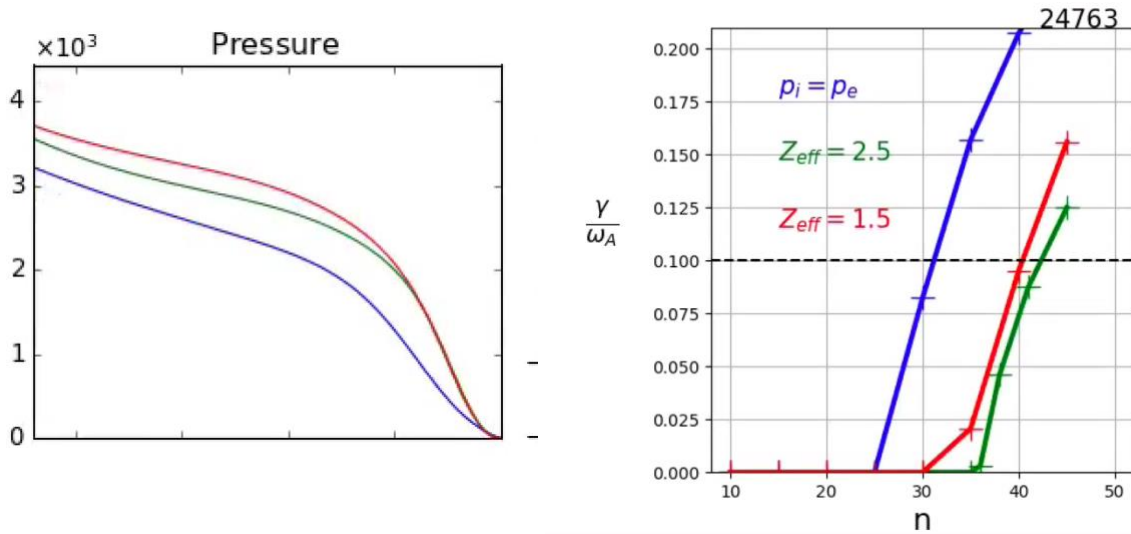 ×10³ Pressure
4
3
2
1
0
24763
0.200
0.175
0.150
0.125
0.100
0.075
0.050
0.025
0.000
p_i = p_e
Z_eff = 2.5
Z_eff = 1.5
γ
ω_A
10 20 30 40 50
n